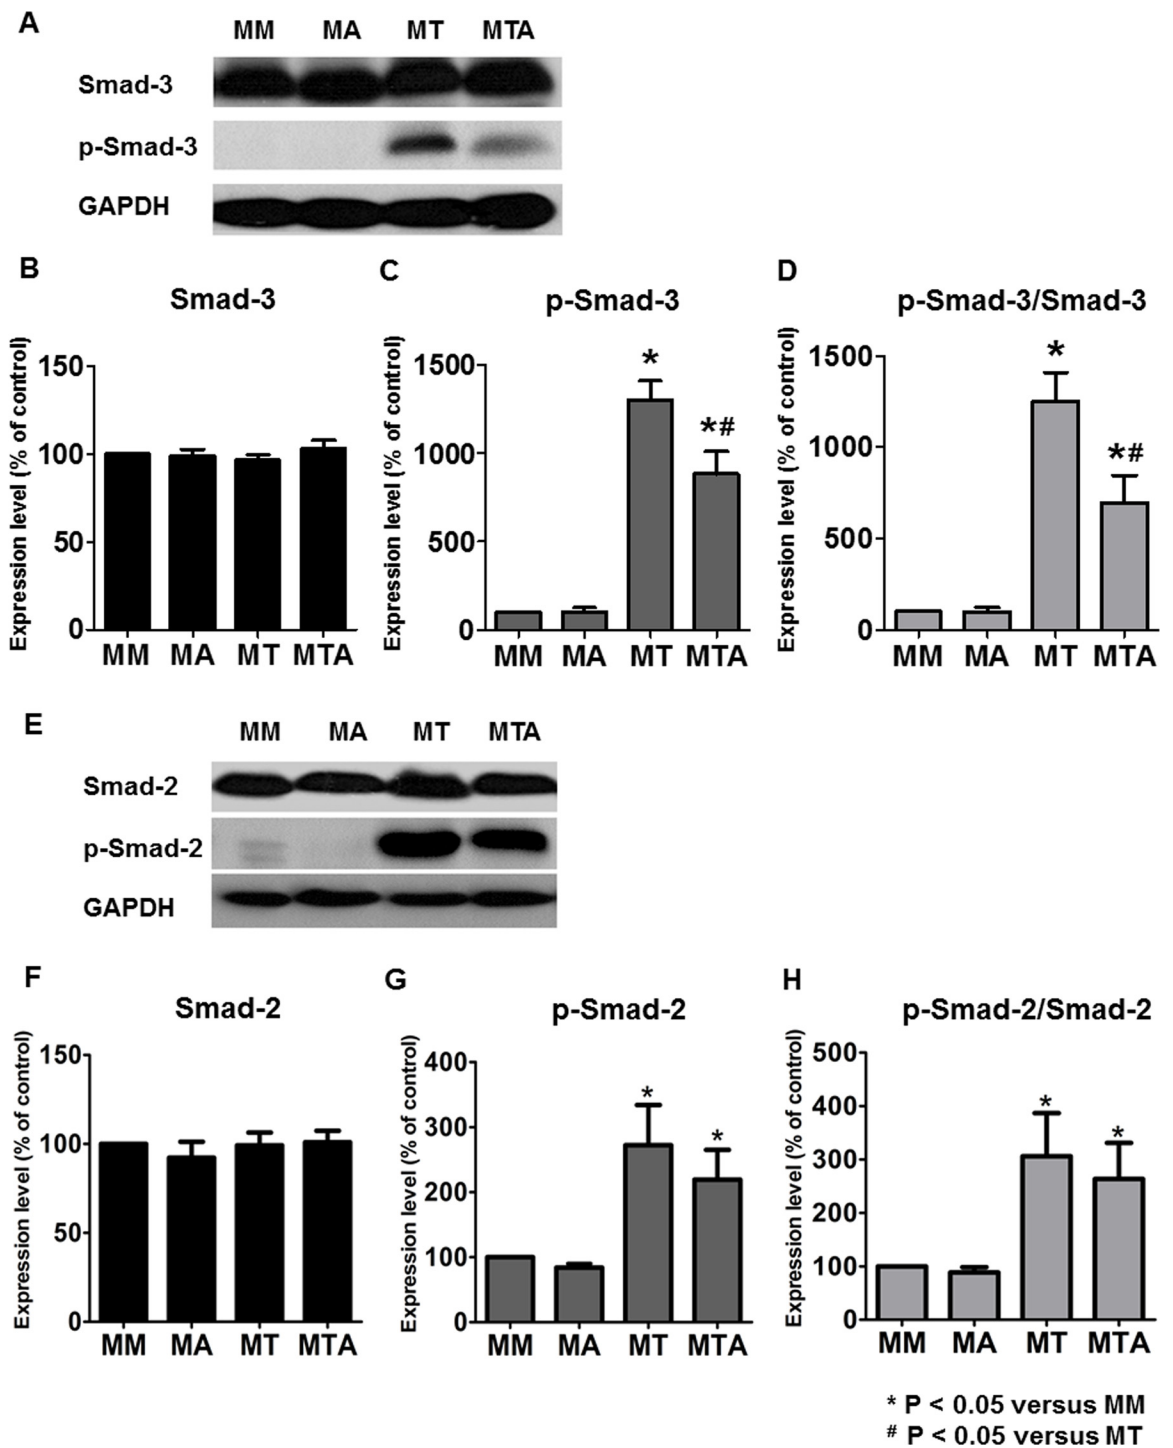 A
MM MA MT MTA
Smad-3
p-Smad-3
GAPDH
B C D
Smad-3 p-Smad-3 p-Smad-3/Smad-3
Expression level (% of control)
150
100
50
0
MM MA MT MTA
Expression level (% of control)
1500
1000
500
0
*
*#
MM MA MT MTA
Expression level (% of control)
1500
1000
500
0
*
*#
MM MA MT MTA
E
MM MA MT MTA
Smad-2
p-Smad-2
GAPDH
F G H
Smad-2 p-Smad-2 p-Smad-2/Smad-2
Expression level (% of control)
150
100
50
0
MM MA MT MTA
Expression level (% of control)
400
300
200
100
0
*
*
MM MA MT MTA
Expression level (% of control)
500
400
300
200
100
0
*
*
MM MA MT MTA
* P < 0.05 versus MM
# P < 0.05 versus MT